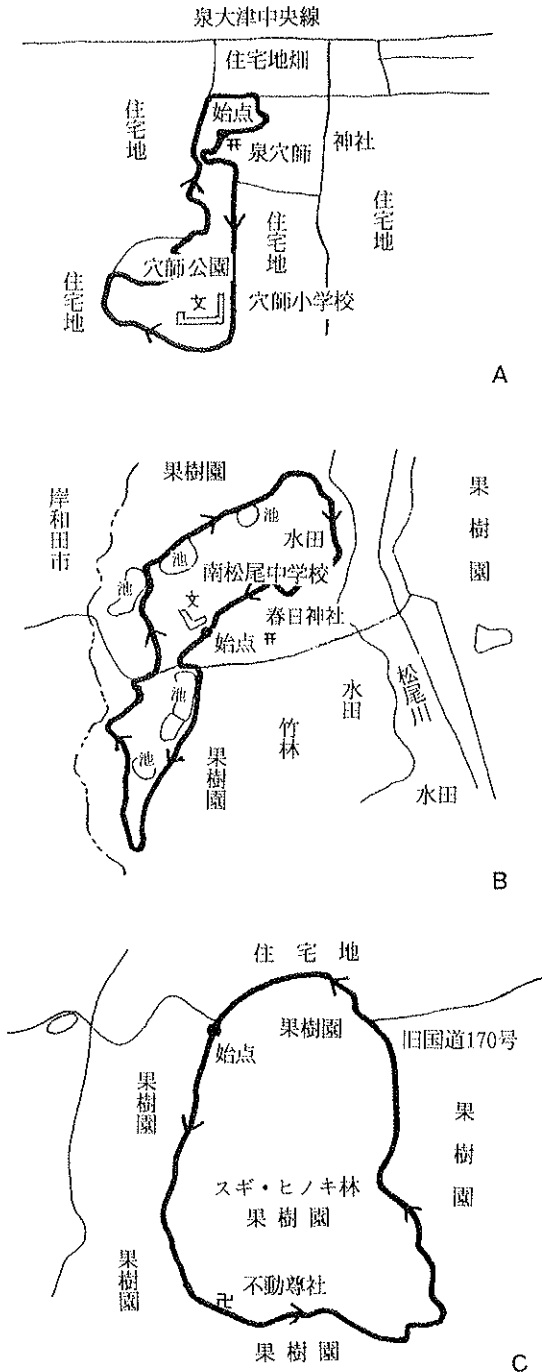 泉大津中央線
住宅地畑
住宅地
始点
泉穴師
神社
住宅地
住宅地
穴師公園
住宅地
文
穴師小学校
A
果樹園
岸和田市
果樹園
池
水田
池
池
南松尾中学校
文
春日神社
始点
池
水田
松尾川
竹林
果樹園
池
水田
B
住宅地
果樹園
旧国道170号
始点
果樹園
果樹園
スギ・ヒノキ林
果樹園
果樹園
不動尊社
卍
果樹園
C